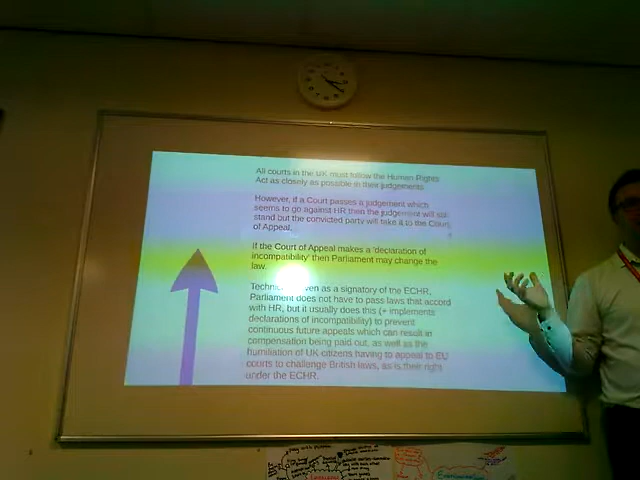 All courts in the UK must follow the Human Rights
Act as closely as possible in their judgements
However, if a Court passes a judgement which
seems to go against HR then the judgement will
stand but the convicted party will take it to the Court
of Appeal.
If the Court of Appeal makes a 'declaration of
incompatibility' then Parliament may change the
law.
even as a signatory of the ECHR,
Parliament does not have to pass laws that accord
with HR, but it usually does this (+ implements
declarations of incompatibility) to prevent
continuous future appeals which can result in
compensation being paid out, as well as the
humiliation of UK citizens having to appeal to EU
courts to challenge British laws, as is their right
under the ECHR.